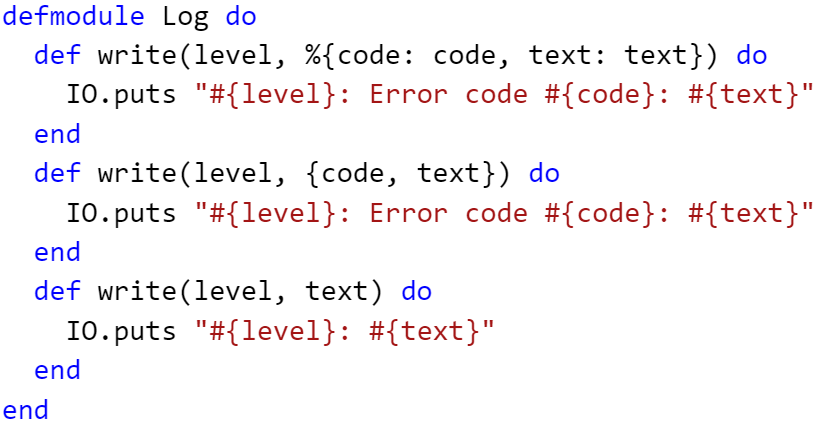 defmodule Log do
  def write(level, %{code: code, text: text}) do
    IO.puts "#{level}: Error code #{code}: #{text}"
  end
  def write(level, {code, text}) do
    IO.puts "#{level}: Error code #{code}: #{text}"
  end
  def write(level, text) do
    IO.puts "#{level}: #{text}"
  end
end